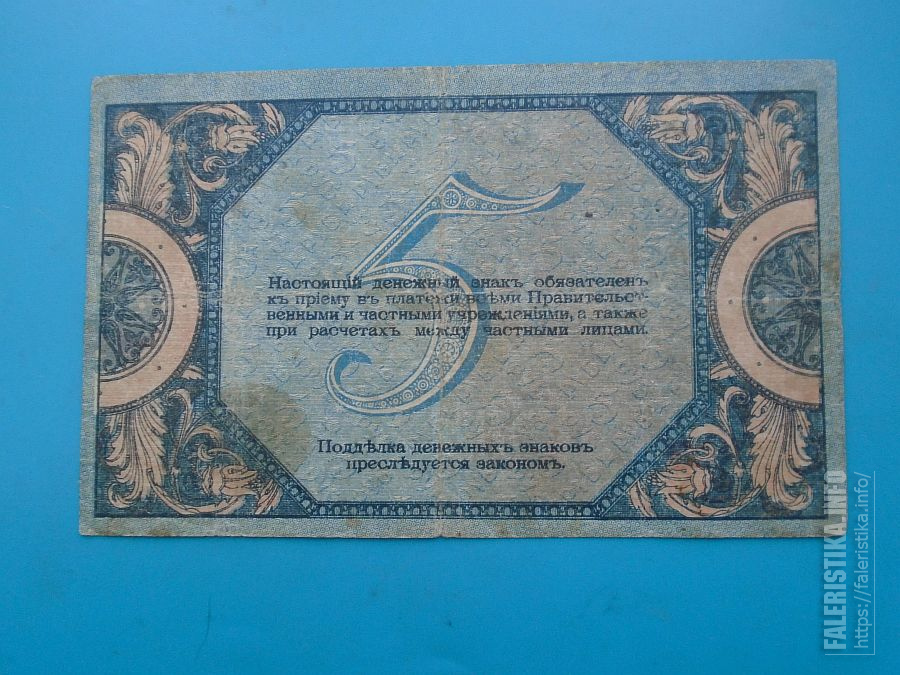 5
Настоящій денежный знакъ обязателенъ
къ пріему въ платежи всѣми Правительст-
венными и частными учрежденіями, а также
при расчетахъ между частными лицами.
Поддѣлка денежныхъ знаковъ
преслѣдуется закономъ.
FALERISTIKA.INFO
https://faleristika.info/